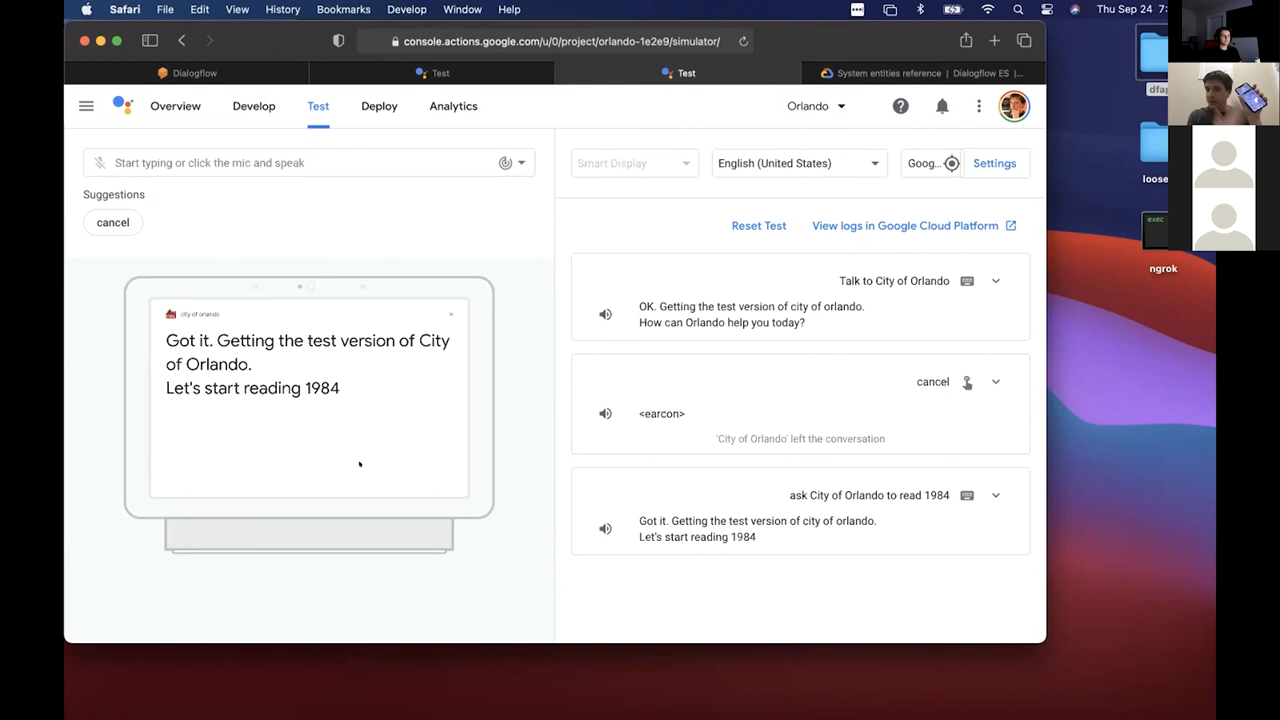 Safari File Edit View History Bookmarks Develop Window Help Thu Sep 24 7:
console.actions.google.com/u/0/project/orlando-1e2e9/simulator/
Dialogflow Test Test System entities reference | Dialogflow ES |...
Overview Develop Test Deploy Analytics Orlando
Start typing or click the mic and speak
Smart Display English (United States) Goog... Settings
Suggestions
cancel
Reset Test View logs in Google Cloud Platform
city of orlando
Got it. Getting the test version of City
of Orlando.
Let's start reading 1984
Talk to City of Orlando
OK. Getting the test version of city of orlando.
How can Orlando help you today?
cancel
<earcon>
'City of Orlando' left the conversation
ask City of Orlando to read 1984
Got it. Getting the test version of city of orlando.
Let's start reading 1984
dfap
loose
exec
ngrok